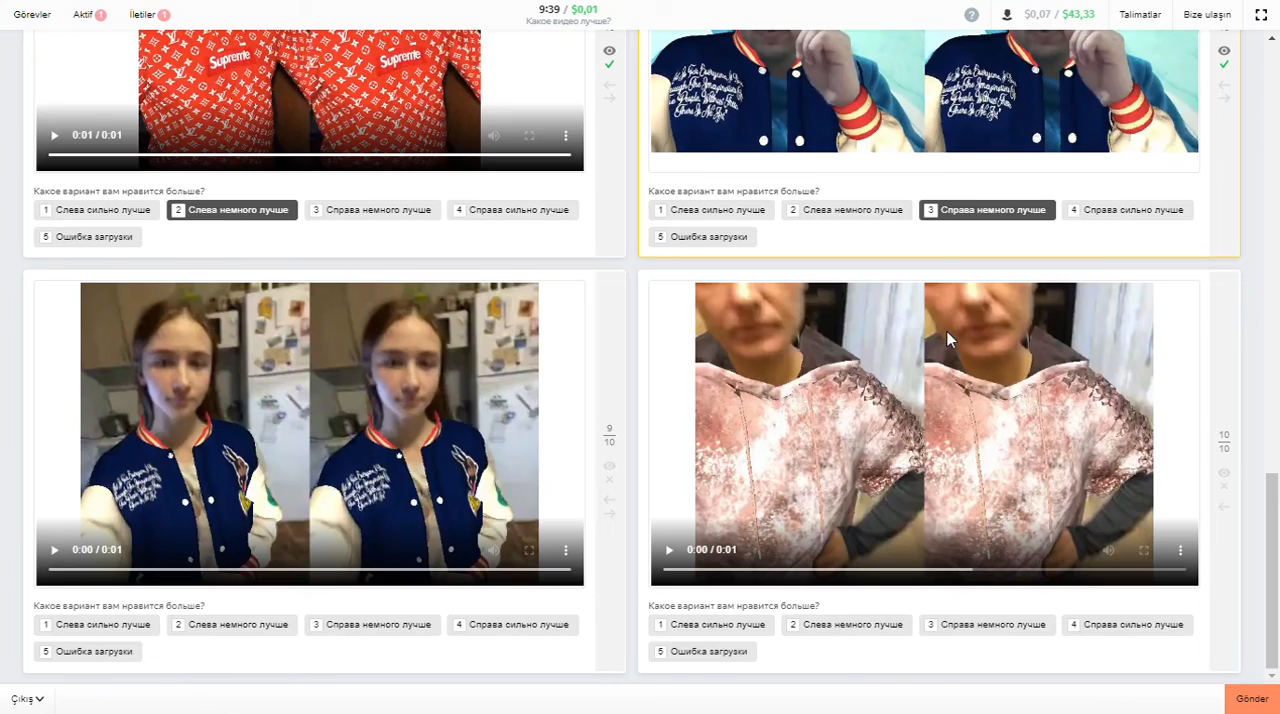 Görevler Aktif 1 İletiler 1 9:39 / $0,01 ? $0,07 / $43,33 Talimatlar Bize ulaşın
Какое видео лучше?
Supreme Supreme
0:01 / 0:01
Какое вариант вам нравится больше? Какое вариант вам нравится больше?
1 Слева сильно лучше 2 Слева немного лучше 3 Справа немного лучше 4 Справа сильно лучше 1 Слева сильно лучше 2 Слева немного лучше 3 Справа немного лучше 4 Справа сильно лучше
5 Ошибка загрузки 5 Ошибка загрузки
9
10
10
10
0:00 / 0:01 0:00 / 0:01
Какое вариант вам нравится больше? Какое вариант вам нравится больше?
1 Слева сильно лучше 2 Слева немного лучше 3 Справа немного лучше 4 Справа сильно лучше 1 Слева сильно лучше 2 Слева немного лучше 3 Справа немного лучше 4 Справа сильно лучше
5 Ошибка загрузки 5 Ошибка загрузки
Çıkış Gönder